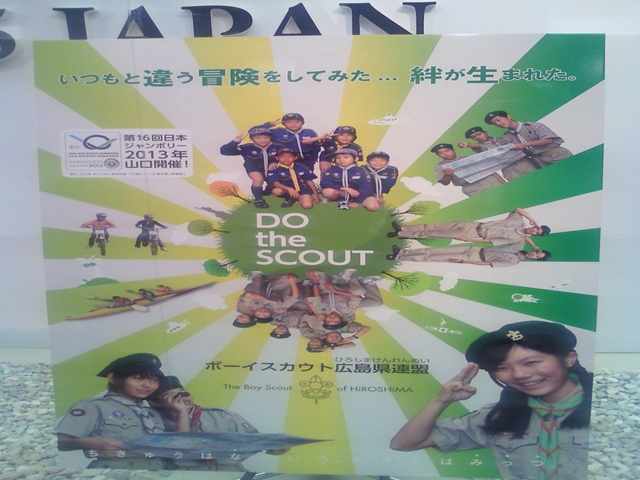 S JAPAN
いつもと違う冒険をしてみた... 絆が生まれた。
第16回日本
ジャンボリー
2013年
山口開催!
DO
the
SCOUT
ひろしまけんれんめい
ボーイスカウト広島県連盟
The Boy Scout of HiROSHiMA